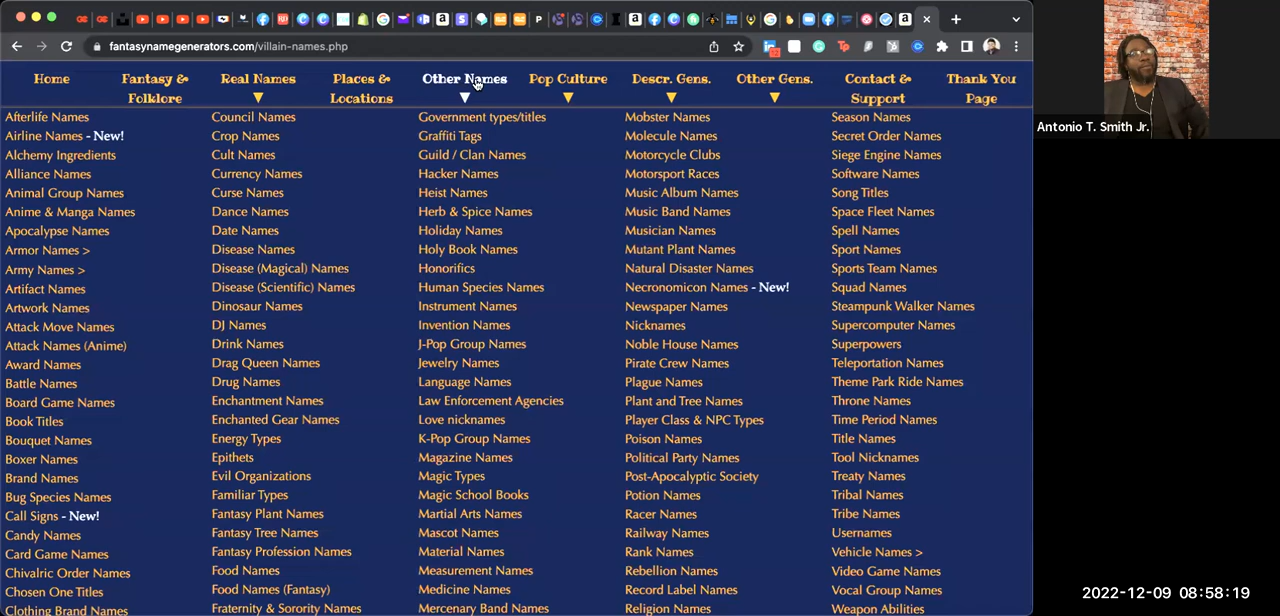 fantasynamegenerators.com/villain-names.php
Home
Fantasy &
Folklore
Real Names
Places &
Locations
Other Names
Pop Culture
Descr. Gens.
Other Gens.
Contact &
Support
Thank You
Page
Afterlife Names
Airline Names - New!
Alchemy Ingredients
Alliance Names
Animal Group Names
Anime & Manga Names
Apocalypse Names
Armor Names >
Army Names >
Artifact Names
Artwork Names
Attack Move Names
Attack Names (Anime)
Award Names
Battle Names
Board Game Names
Book Titles
Bouquet Names
Boxer Names
Brand Names
Bug Species Names
Call Signs - New!
Candy Names
Card Game Names
Chivalric Order Names
Chosen One Titles
Clothing Brand Names
Council Names
Crop Names
Cult Names
Currency Names
Curse Names
Dance Names
Date Names
Disease Names
Disease (Magical) Names
Disease (Scientific) Names
Dinosaur Names
DJ Names
Drink Names
Drag Queen Names
Drug Names
Enchantment Names
Enchanted Gear Names
Energy Types
Epithets
Evil Organizations
Familiar Types
Fantasy Plant Names
Fantasy Tree Names
Fantasy Profession Names
Food Names
Food Names (Fantasy)
Fraternity & Sorority Names
Government types/titles
Graffiti Tags
Guild / Clan Names
Hacker Names
Heist Names
Herb & Spice Names
Holiday Names
Holy Book Names
Honorifics
Human Species Names
Instrument Names
Invention Names
J-Pop Group Names
Jewelry Names
Language Names
Law Enforcement Agencies
Love nicknames
K-Pop Group Names
Magazine Names
Magic Types
Magic School Books
Martial Arts Names
Mascot Names
Material Names
Measurement Names
Medicine Names
Mercenary Band Names
Mobster Names
Molecule Names
Motorcycle Clubs
Motorsport Races
Music Album Names
Music Band Names
Musician Names
Mutant Plant Names
Natural Disaster Names
Necronomicon Names - New!
Newspaper Names
Nicknames
Noble House Names
Pirate Crew Names
Plague Names
Plant and Tree Names
Player Class & NPC Types
Poison Names
Political Party Names
Post-Apocalyptic Society
Potion Names
Racer Names
Railway Names
Rank Names
Rebellion Names
Record Label Names
Religion Names
Season Names
Secret Order Names
Siege Engine Names
Software Names
Song Titles
Space Fleet Names
Spell Names
Sport Names
Sports Team Names
Squad Names
Steampunk Walker Names
Supercomputer Names
Superpowers
Teleportation Names
Theme Park Ride Names
Throne Names
Time Period Names
Title Names
Tool Nicknames
Treaty Names
Tribal Names
Tribe Names
Usernames
Vehicle Names >
Video Game Names
Vocal Group Names
Weapon Abilities
Antonio T. Smith Jr.
2022-12-09 08:58:19